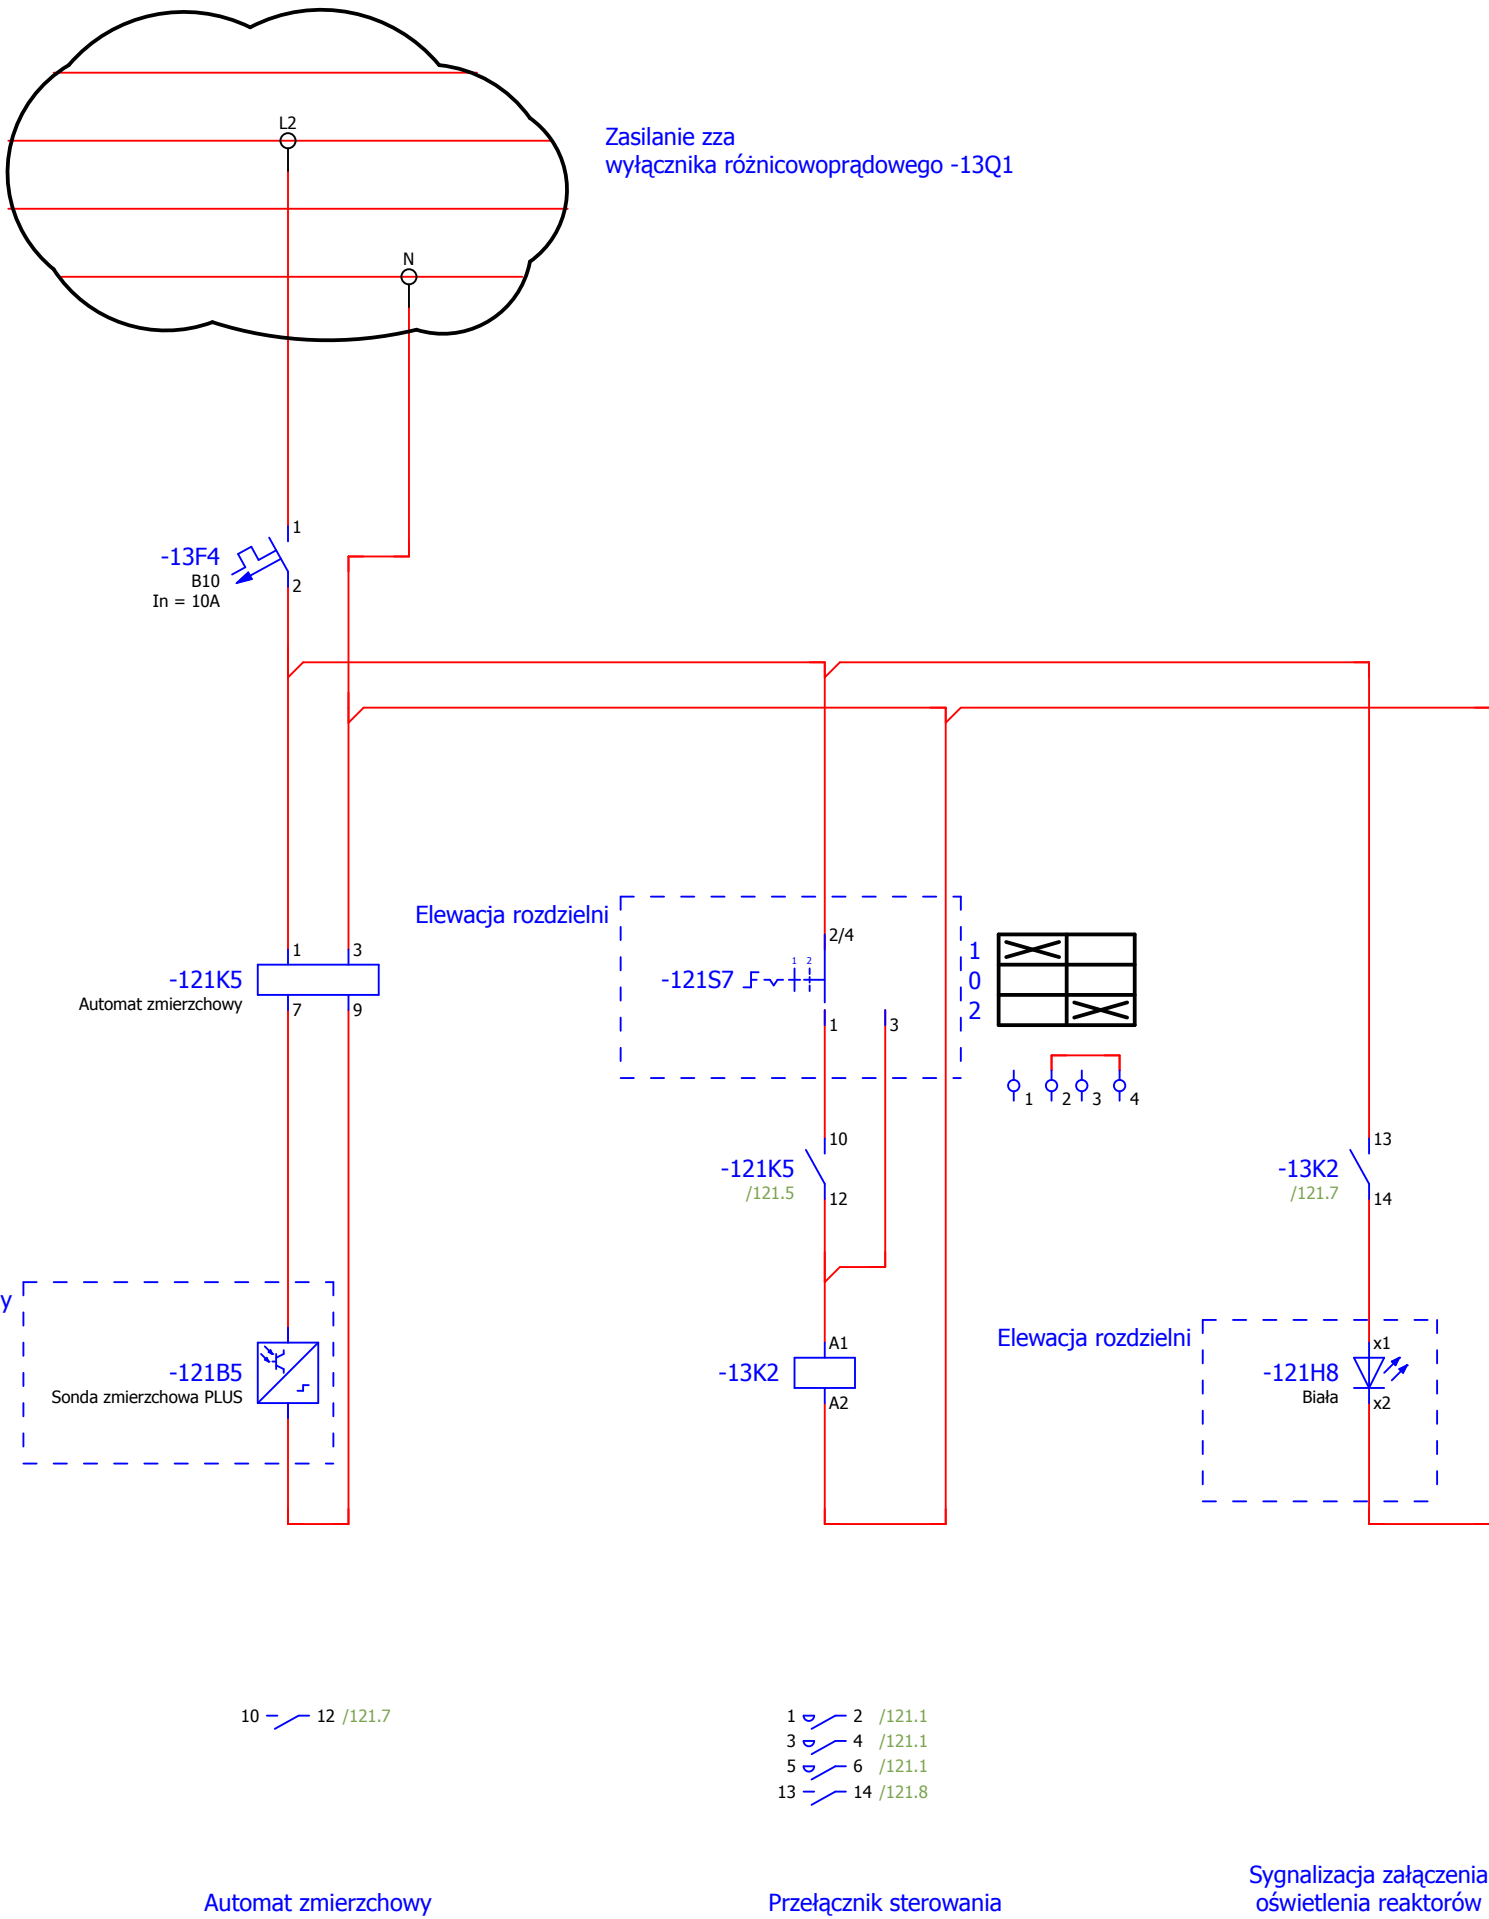 L2
Zasilanie zza
wyłącznika różnicowoprądowego -13Q1
N
1
-13F4
B10
In = 10A
2
Elewacja rozdzielni
2/4
1
0
2
1 2
-121S7
1
3
1 2 3 4
1
3
-121K5
Automat zmierzchowy
7
9
10
-121K5
/121.5
12
13
-13K2
/121.7
14
y
-121B5
Sonda zmierzchowa PLUS
A1
-13K2
A2
Elewacja rozdzielni
x1
-121H8
Biała
x2
10 12 /121.7
1 2 /121.1
3 4 /121.1
5 6 /121.1
13 14 /121.8
Automat zmierzchowy
Przełącznik sterowania
Sygnalizacja załączenia
oświetlenia reaktorów